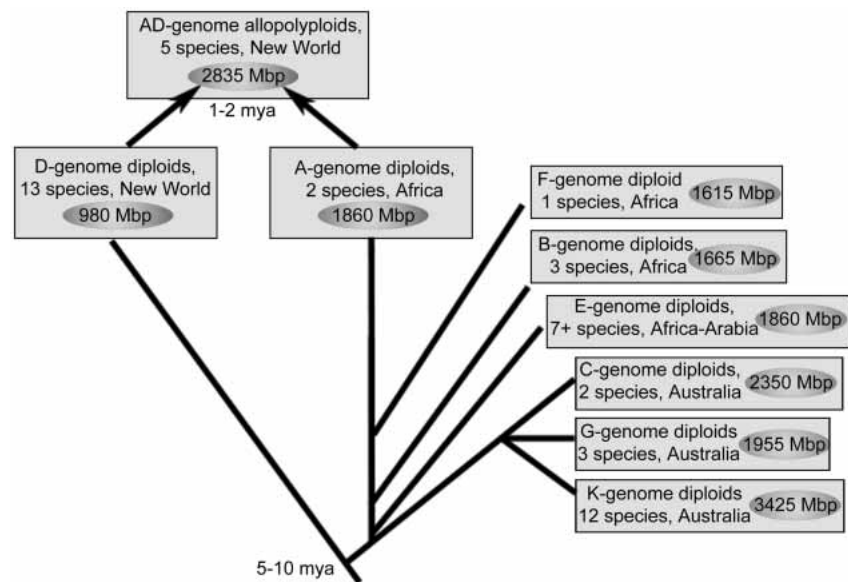 AD-genome allopolyploids,
5 species, New World
2835 Mbp
1-2 mya
D-genome diploids,
13 species, New World
980 Mbp
A-genome diploids,
2 species, Africa
1860 Mbp
F-genome diploid
1 species, Africa
1615 Mbp
B-genome diploids,
3 species, Africa
1665 Mbp
E-genome diploids,
7+ species, Africa-Arabia
1860 Mbp
C-genome diploids,
2 species, Australia
2350 Mbp
G-genome diploids
3 species, Australia
1955 Mbp
K-genome diploids
12 species, Australia
3425 Mbp
5-10 mya